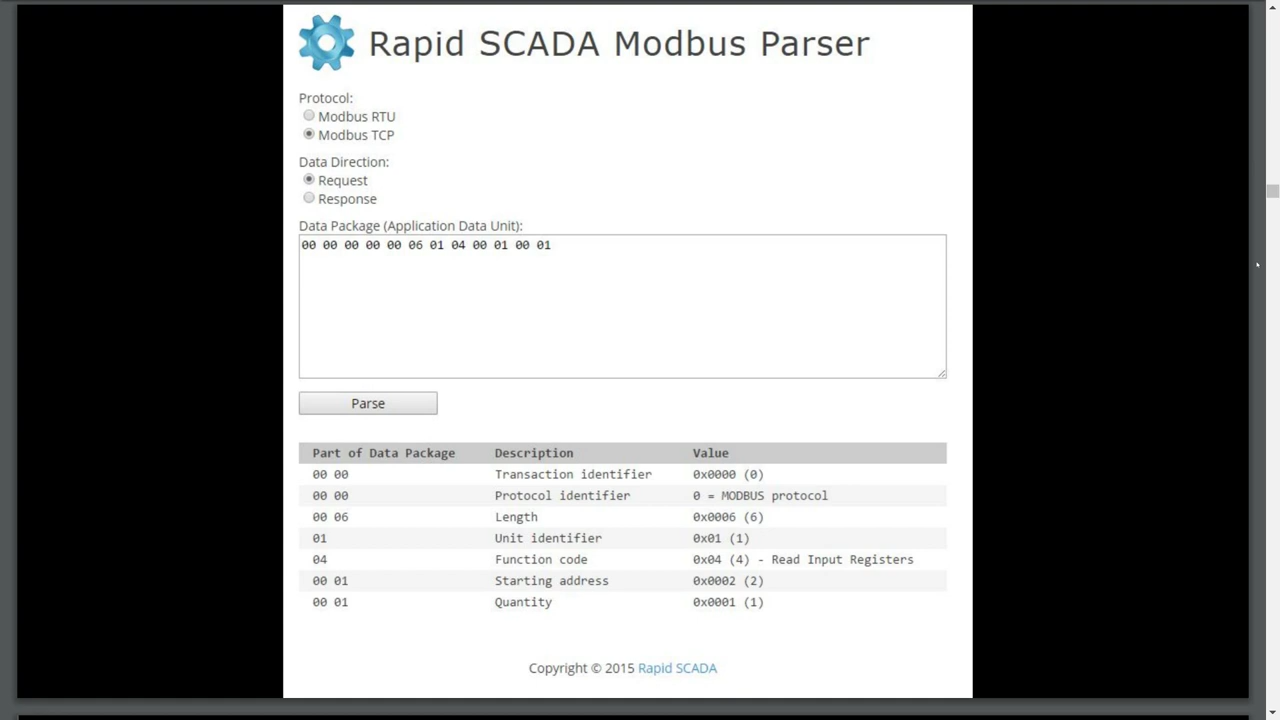 Rapid SCADA Modbus Parser
Protocol:
Modbus RTU
Modbus TCP
Data Direction:
Request
Response
Data Package (Application Data Unit):
00 00 00 00 00 06 01 04 00 01 00 01
Parse
Part of Data Package Description Value
00 00 Transaction identifier 0x0000 (0)
00 00 Protocol identifier 0 = MODBUS protocol
00 06 Length 0x0006 (6)
01 Unit identifier 0x01 (1)
04 Function code 0x04 (4) - Read Input Registers
00 01 Starting address 0x0002 (2)
00 01 Quantity 0x0001 (1)
Copyright © 2015 Rapid SCADA